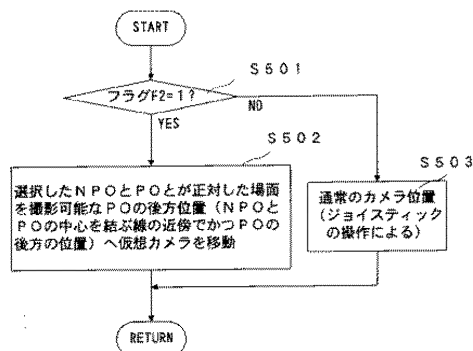 START
S501
フラグF2=1?
NO
YES
S502
選択したNPOとPOとが正対した場面
を撮影可能なPOの後方位置(NPOと
POの中心を結ぶ線の近傍でかつPOの
後方の位置)へ仮想カメラを移動
S503
通常のカメラ位置
(ジョイスティック
の操作による)
RETURN